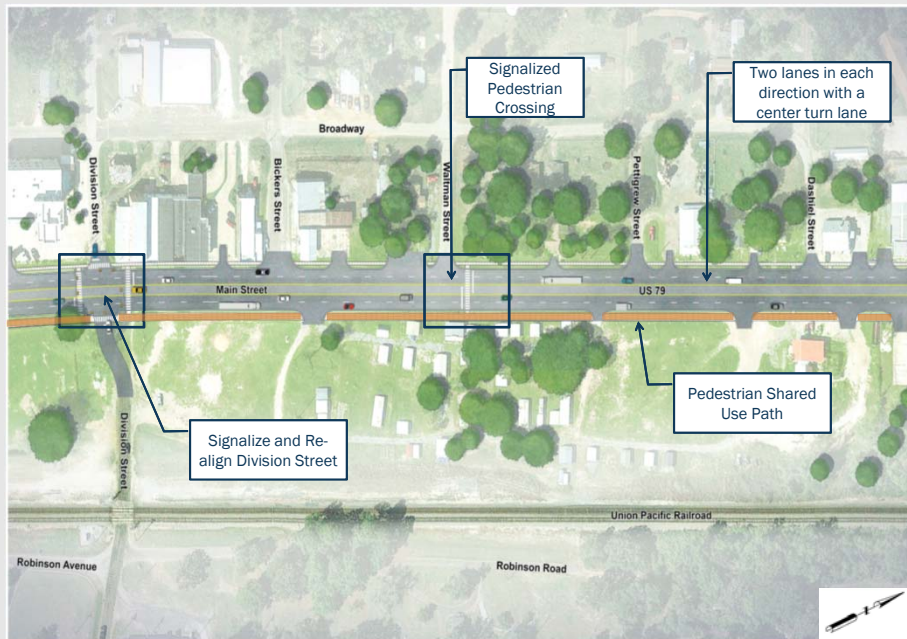 Signalized
Pedestrian
Crossing
Two lanes in each
direction with a
center turn lane
Broadway
Division Street
Bickers Street
Waitman Street
Pettigrew Street
Dashiel Street
Main Street
US 79
Pedestrian Shared
Use Path
Signalize and Re-
align Division Street
Division Street
Union Pacific Railroad
Robinson Avenue
Robinson Road